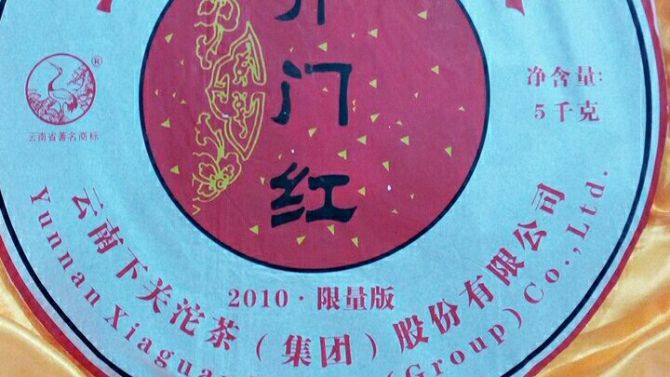 开门红
®
云南省著名商标
净含量:
5千克
2010·限量版
云南下关沱茶(集团)股份有限公司
Yunnan Xiaguan (Group) Co.,Ltd.